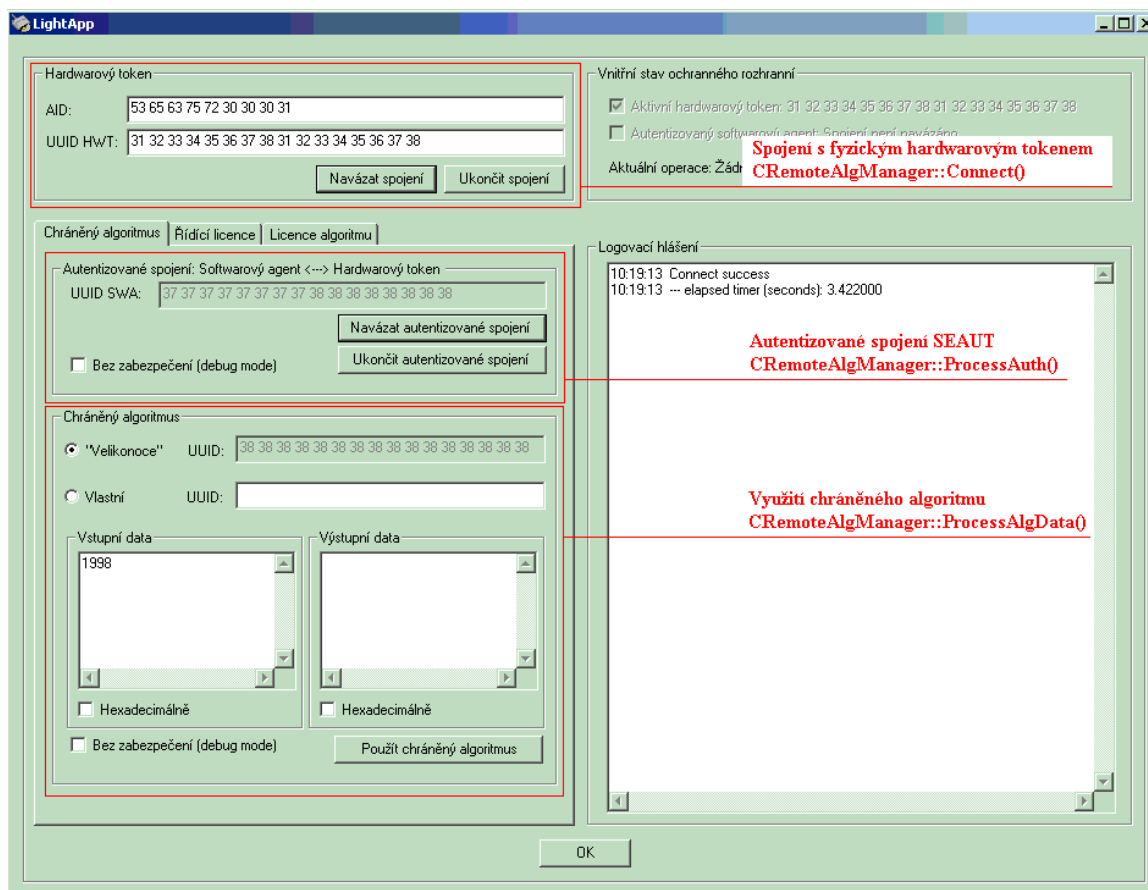 LightApp
Hardwarový token
AID: 53 65 63 75 72 30 30 30 31
UUID HWT: 31 32 33 34 35 36 37 38 31 32 33 34 35 36 37 38
Navázat spojení Ukončit spojení
Vnitřní stav ochranného rozhranní
Aktivní hardwarový token: 31 32 33 34 35 36 37 38 31 32 33 34 35 36 37 38
Autentizovaný softwarový agent: Spojení není navázáno
Aktuální operace:
Spojení s fyzickým hardwarovým tokenem
CRemoteAlgManager::Connect()
Chráněný algoritmus Řídící licence Licence algoritmu
Autentizované spojení: Softwarový agent <---> Hardwarový token
UUID SWA: 37 37 37 37 37 37 37 37 38 38 38 38 38 38 38 38
Navázat autentizované spojení
Ukončit autentizované spojení
Bez zabezpečení (debug mode)
Chráněný algoritmus
"Velikonoce" UUID: 38 38 38 38 38 38 38 38 38 38 38 38 38 38 38 38
Vlastní UUID:
Vstupní data
1998
Hexadecimálně
Výstupní data
Hexadecimálně
Bez zabezpečení (debug mode)
Použít chráněný algoritmus
Logovací hlášení
10:19:13 Connect success
10:19:13 --- elapsed timer (seconds): 3.422000
Autentizované spojení SEAUT
CRemoteAlgManager::ProcessAuth()
Využití chráněného algoritmu
CRemoteAlgManager::ProcessAlgData()
OK